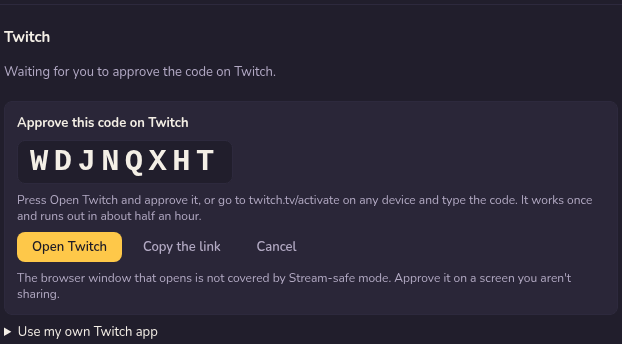 Twitch
Waiting for you to approve the code on Twitch.
Approve this code on Twitch
WDJNQXHT
Press Open Twitch and approve it, or go to twitch.tv/activate on any device and type the code. It works once
and runs out in about half an hour.
Open Twitch Copy the link Cancel
The browser window that opens is not covered by Stream-safe mode. Approve it on a screen you aren't
sharing.
Use my own Twitch app